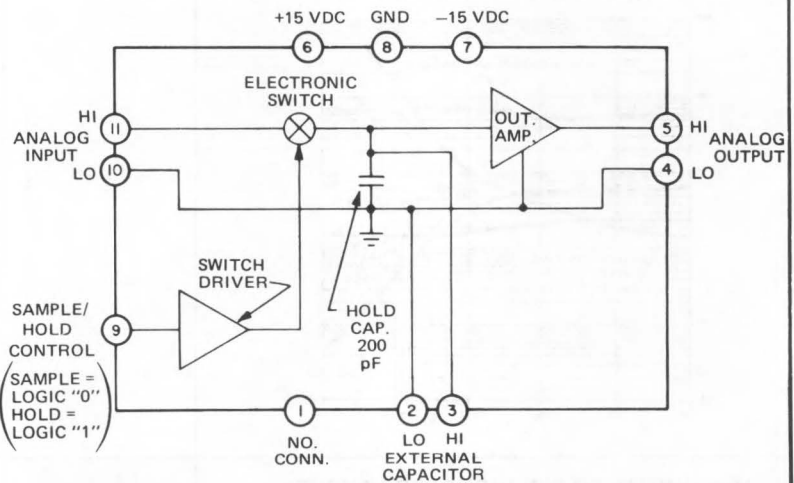 +15 VDC GND −15 VDC
6 8 7
ELECTRONIC
SWITCH
HI
11
ANALOG
INPUT
LO 10
OUT.
AMP.
5 HI
ANALOG
OUTPUT
4 LO
SWITCH
DRIVER
SAMPLE/
HOLD
CONTROL
9
(SAMPLE =
LOGIC "0"
HOLD =
LOGIC "1")
HOLD
CAP.
200
pF
1 2 3
NO.
CONN.
LO HI
EXTERNAL
CAPACITOR